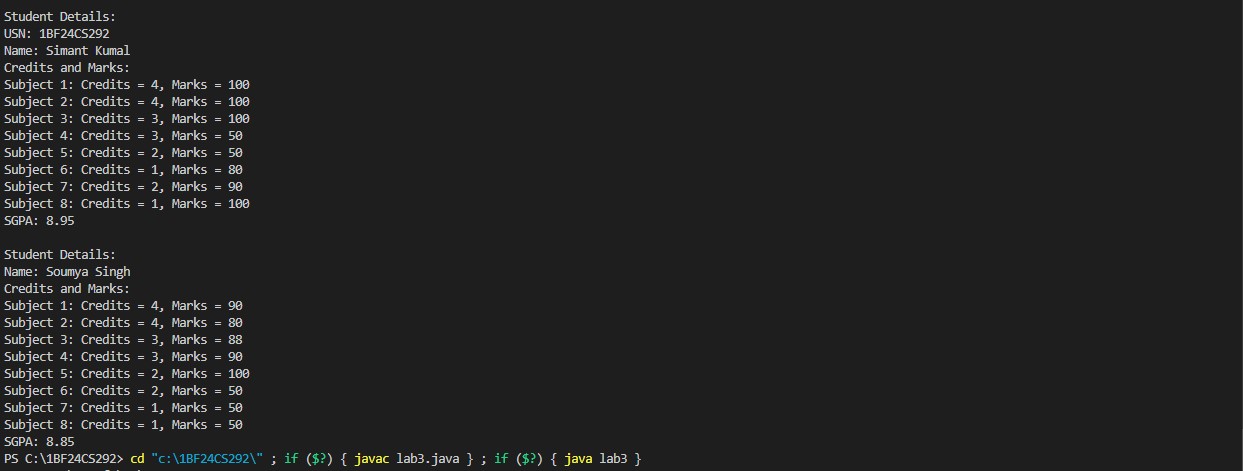 Student Details:
USN: 1BF24CS292
Name: Simant Kumal
Credits and Marks:
Subject 1: Credits = 4, Marks = 100
Subject 2: Credits = 4, Marks = 100
Subject 3: Credits = 3, Marks = 100
Subject 4: Credits = 3, Marks = 50
Subject 5: Credits = 2, Marks = 50
Subject 6: Credits = 1, Marks = 80
Subject 7: Credits = 2, Marks = 90
Subject 8: Credits = 1, Marks = 100
SGPA: 8.95
Student Details:
Name: Soumya Singh
Credits and Marks:
Subject 1: Credits = 4, Marks = 90
Subject 2: Credits = 4, Marks = 80
Subject 3: Credits = 3, Marks = 88
Subject 4: Credits = 3, Marks = 90
Subject 5: Credits = 2, Marks = 100
Subject 6: Credits = 2, Marks = 50
Subject 7: Credits = 1, Marks = 50
Subject 8: Credits = 1, Marks = 50
SGPA: 8.85
PS C:\1BF24CS292> cd "c:\1BF24CS292\" ; if ($?) { javac lab3.java } ; if ($?) { java lab3 }